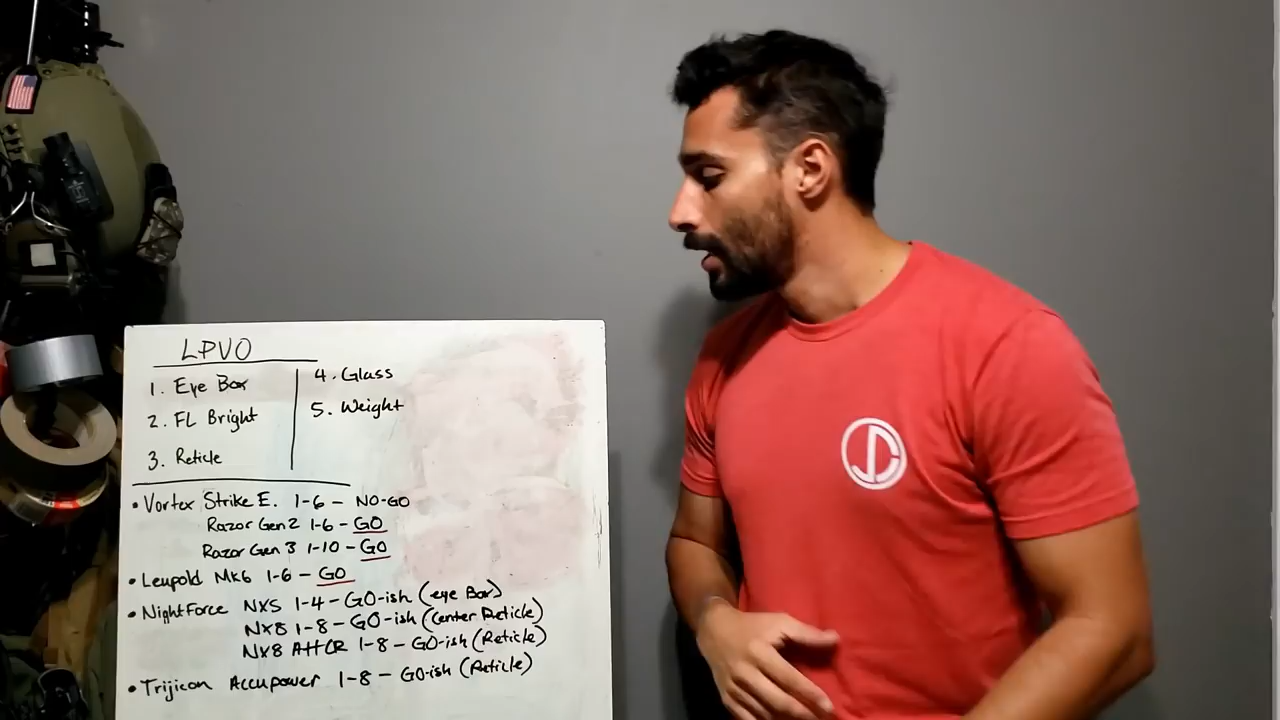 LPVO
1. Eye Box
2. FL Bright
3. Reticle
4. Glass
5. Weight
• Vortex Strike E. 1-6 - NO-GO
Razor Gen 2 1-6 - GO
Razor Gen 3 1-10 - GO
• Leupold MK6 1-6 - GO
• NightForce NXS 1-4 - GO-ish (eye Box)
NX8 1-8 - GO-ish (center Reticle)
NX8 ATACR 1-8 - GO-ish (Reticle)
• Trijicon Accupower 1-8 - GO-ish (Reticle)